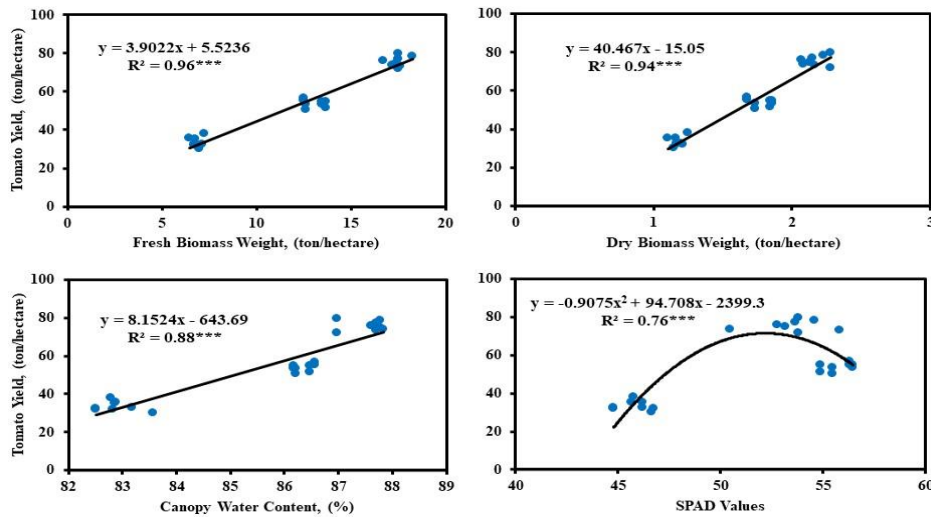 100
80
60
40
20
0
Tomato Yield, (ton/hectare)
y = 3.9022x + 5.5236
R² = 0.96***
0 5 10 15 20
Fresh Biomass Weight, (ton/hectare)
100
80
60
40
20
0
y = 40.467x - 15.05
R² = 0.94***
0 1 2 3
Dry Biomass Weight, (ton/hectare)
100
80
60
40
20
0
Tomato Yield, (ton/hectare)
y = 8.1524x - 643.69
R² = 0.88***
82 83 84 85 86 87 88 89
Canopy Water Content, (%)
100
80
60
40
20
0
y = -0.9075x² + 94.708x - 2399.3
R² = 0.76***
40 45 50 55 60
SPAD Values